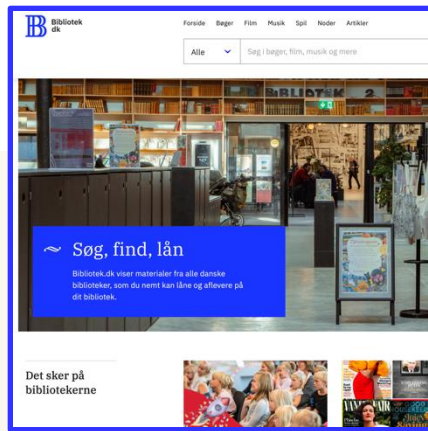 Bibliotek
dk
Forside Bøger Film Musik Spil Noder Artikler
Alle
Søg i bøger, film, musik og mere
BIBLIOTEK 2
Søg, find, lån
Bibliotek.dk viser materialer fra alle danske
biblioteker, som du nemt kan låne og aflevere på
dit bibliotek.
Det sker på
bibliotekerne